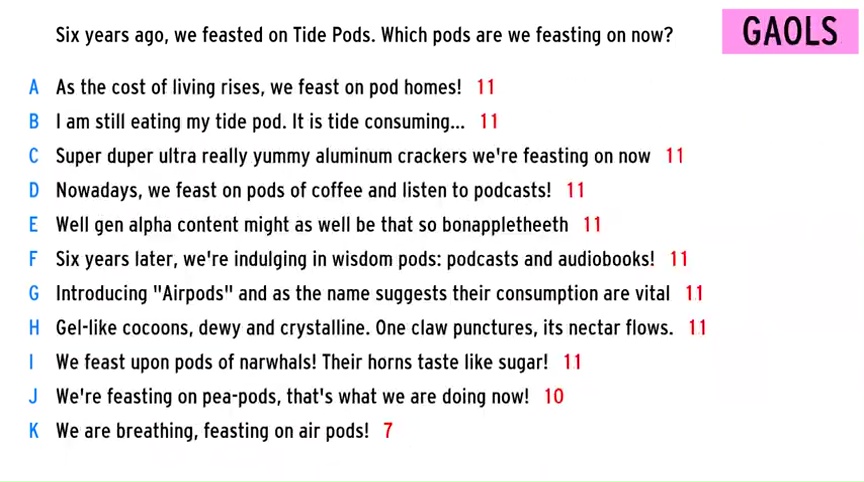 Six years ago, we feasted on Tide Pods. Which pods are we feasting on now?
GAOLS
A As the cost of living rises, we feast on pod homes! 11
B I am still eating my tide pod. It is tide consuming... 11
C Super duper ultra really yummy aluminum crackers we're feasting on now 11
D Nowadays, we feast on pods of coffee and listen to podcasts! 11
E Well gen alpha content might as well be that so bonappletheeth 11
F Six years later, we're indulging in wisdom pods: podcasts and audiobooks! 11
G Introducing "Airpods" and as the name suggests their consumption are vital 11
H Gel-like cocoons, dewy and crystalline. One claw punctures, its nectar flows. 11
I We feast upon pods of narwhals! Their horns taste like sugar! 11
J We're feasting on pea-pods, that's what we are doing now! 10
K We are breathing, feasting on air pods! 7